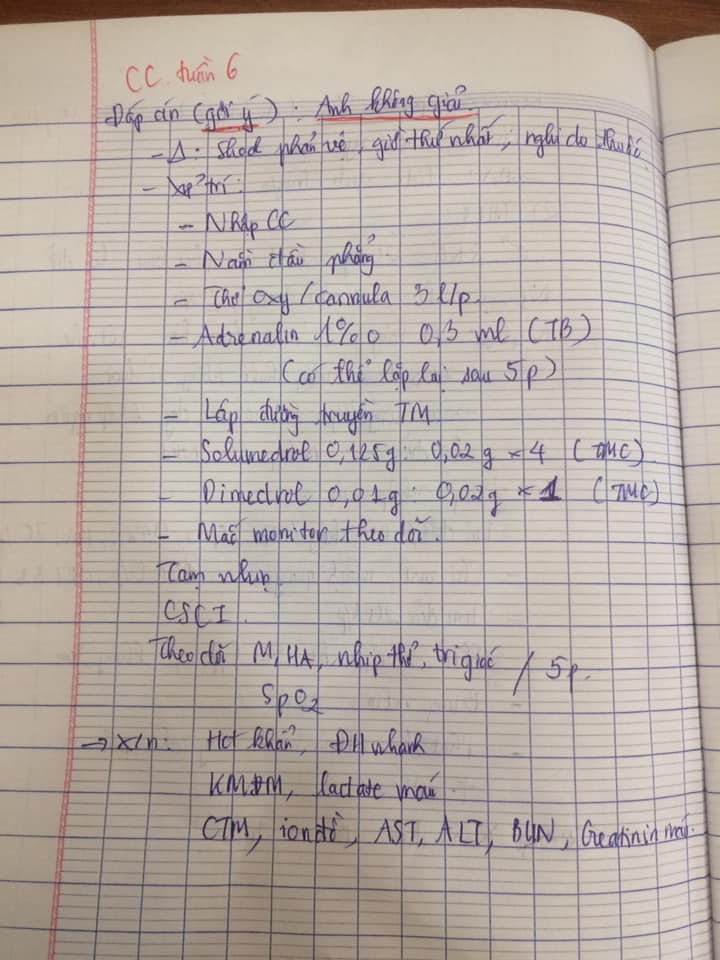 CC tuần 6
Đáp án (gợi ý): Anh không giải
- Δ: Shock phản vệ, giờ thứ nhất, nghi do thuốc
- Xử trí:
- Nhập CC
- Nằm đầu phẳng
- Thở oxy/cannula 3 l/p
- Adrenalin 1%0 0,3 ml (TB)
(có thể lặp lại sau 5p)
- Lập đường truyền TM
- Solumedrol 0,125g: 0,02g × 4 (TMC)
- Dimedrol 0,01g: 0,02g × 1 (TMC)
- Mắc monitor theo dõi.
Tạm nhịn
CSCI.
Theo dõi M, HA, nhịp thở, tri giác / 5p.
SpO2
→ XN: Hct khẩn, ĐH nhanh
KMĐM, lactate máu
CTM, ion đồ, AST, ALT, BUN, Creatinin máu.